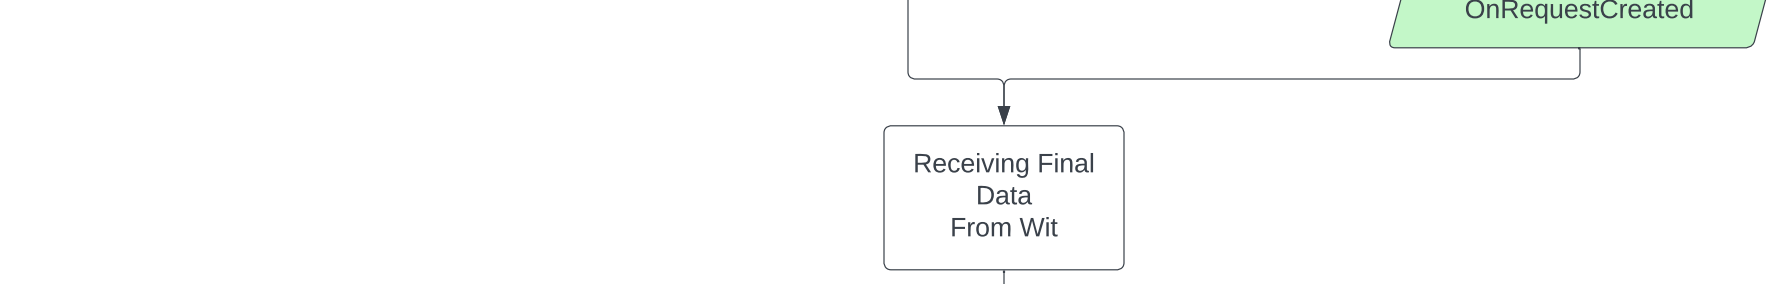 OnRequestCreated
Receiving Final
Data
From Wit